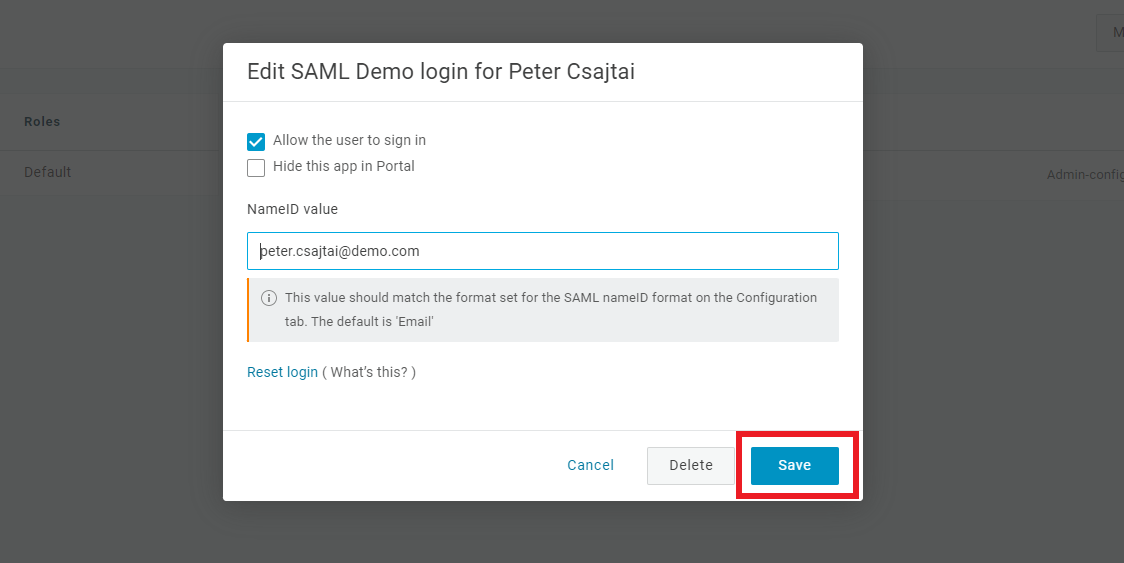 M
Edit SAML Demo login for Peter Csajtai
Roles
Allow the user to sign in
Hide this app in Portal
Default
Admin-config
NameID value
peter.csajtai@demo.com
This value should match the format set for the SAML nameID format on the Configuration
tab. The default is 'Email'
Reset login ( What's this? )
Cancel
Delete
Save